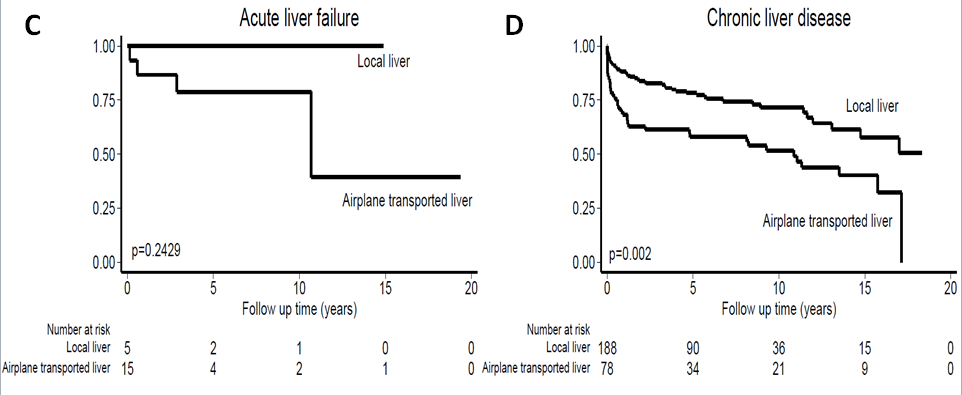 C
Acute liver failure
1.00
0.75
0.50
0.25
0.00
Local liver
Airplane transported liver
p=0.2429
0 5 10 15 20
Follow up time (years)
Number at risk
Local liver 5 2 1 0 0
Airplane transported liver 15 4 2 1 0
D
Chronic liver disease
1.00
0.75
0.50
0.25
0.00
Local liver
Airplane transported liver
p=0.002
0 5 10 15 20
Follow up time (years)
Number at risk
Local liver 188 90 36 15 0
Airplane transported liver 78 34 21 9 0